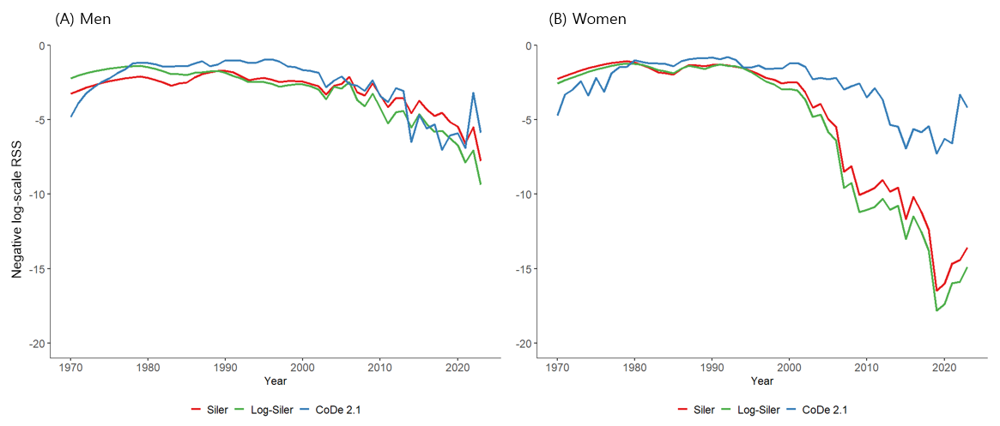 (A) Men
(B) Women
Negative log-scale RSS
0
-5
-10
-15
-20
1970 1980 1990 2000 2010 2020
Year
Siler Log-Siler CoDe 2.1
0
-5
-10
-15
-20
1970 1980 1990 2000 2010 2020
Year
Siler Log-Siler CoDe 2.1